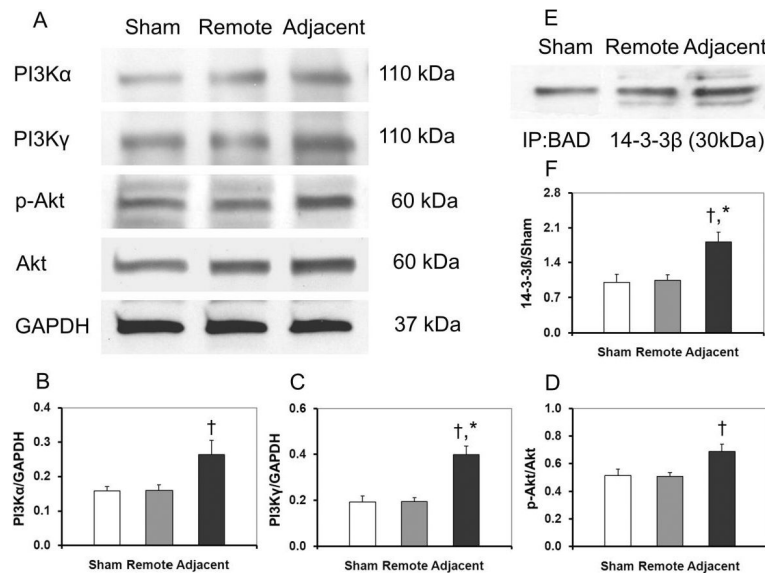 A
Sham Remote Adjacent
PI3Kα 110 kDa
PI3Kγ 110 kDa
p-Akt 60 kDa
Akt 60 kDa
GAPDH 37 kDa
E
Sham Remote Adjacent
IP:BAD 14-3-3β (30kDa)
F
14-3-3ß/Sham
2.8
2.1
1.4
0.7
0.0
†,*
Sham Remote Adjacent
B
PI3Kα/GAPDH
0.4
0.3
0.2
0.1
0.0
†
Sham Remote Adjacent
C
PI3Kγ/GAPDH
0.6
0.4
0.2
0.0
†,*
Sham Remote Adjacent
D
p-Akt/Akt
1.0
0.8
0.6
0.4
0.2
0.0
†
Sham Remote Adjacent